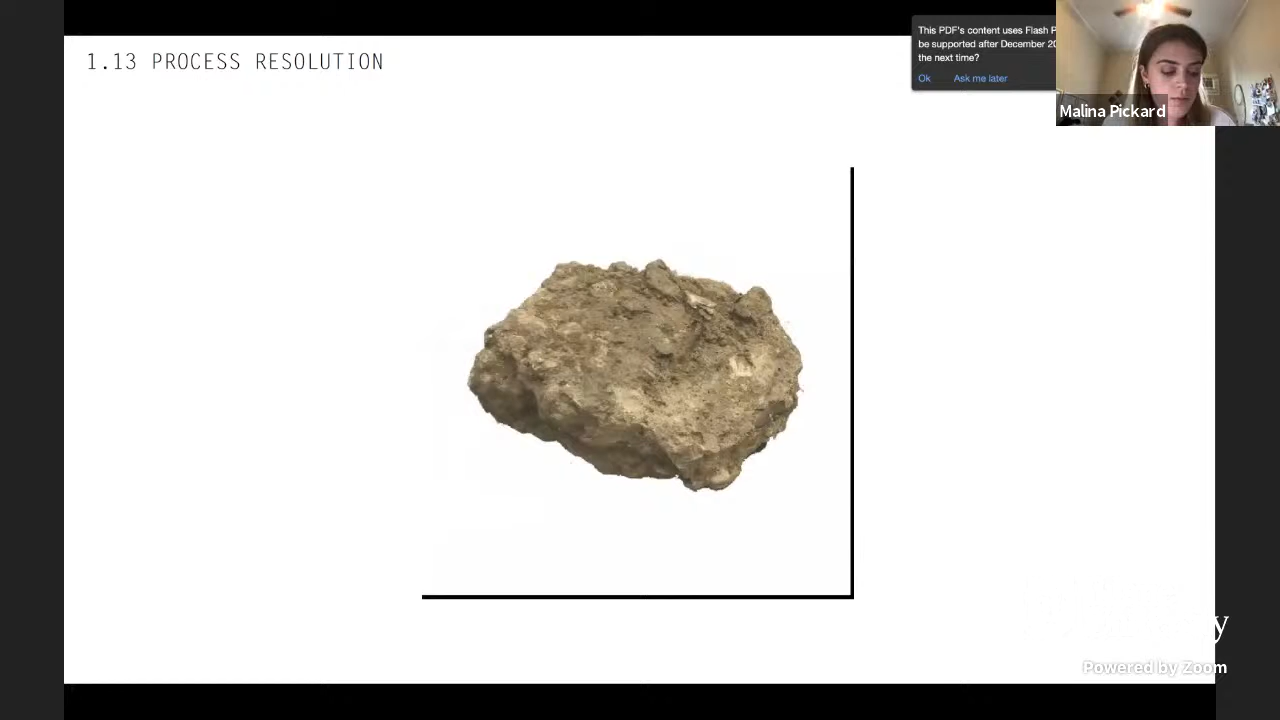 1.13 PROCESS RESOLUTION
This PDF's content uses Flash P
be supported after December 20
the next time?
Ok Ask me later
Malina Pickard
y
Powered by Zoom